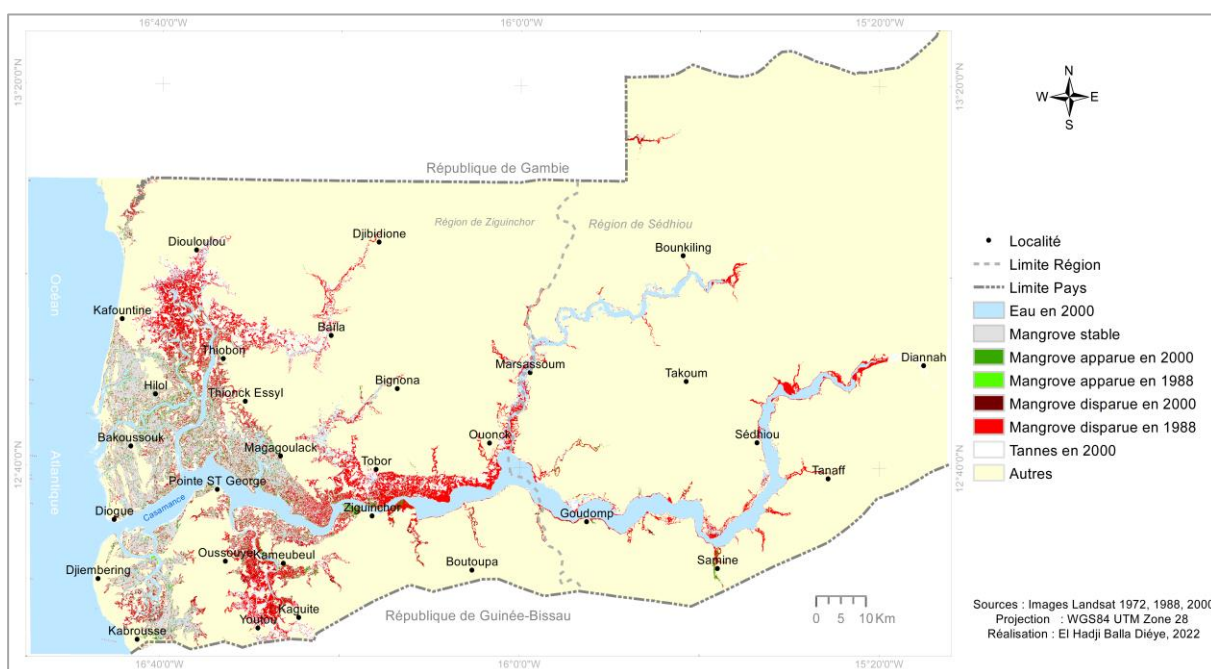 16°40'0"W
16°0'0"W
15°20'0"W
13°20'0"N
13°20'0"N
N
W E
S
République de Gambie
Région de Ziguinchor
Région de Sédhiou
Djibidione
Diouloulou
Bounkiling
Océan
Kafountine
Baïla
Thiobon
Marsassoum
Diannah
Takoum
Hilol
Bignona
Thionck Essyl
Bakoussouk
Ouonck
Sédhiou
Magagoulack
Atlantique
12°40'0"N
12°40'0"N
Tobor
Tanaff
Pointe ST George
Casamance
Diogue
Ziguinchor
Goudomp
Oussouye
Kameubeul
Boutoupa
Samine
Djiembering
Kaguite
Youtou
Kabrousse
République de Guinée-Bissau
0 10 Km
16°40'0"W
16°0'0"W
15°20'0"W
Localité
Limite Région
Limite Pays
Eau en 2000
Mangrove stable
Mangrove apparue en 2000
Mangrove apparue en 1988
Mangrove disparue en 2000
Mangrove disparue en 1988
Tannes en 2000
Autres
Sources : Images Landsat 1972, 1988, 2000
Projection : WGS84 UTM Zone 28
Réalisation : El Hadji Balla Diéye, 2022